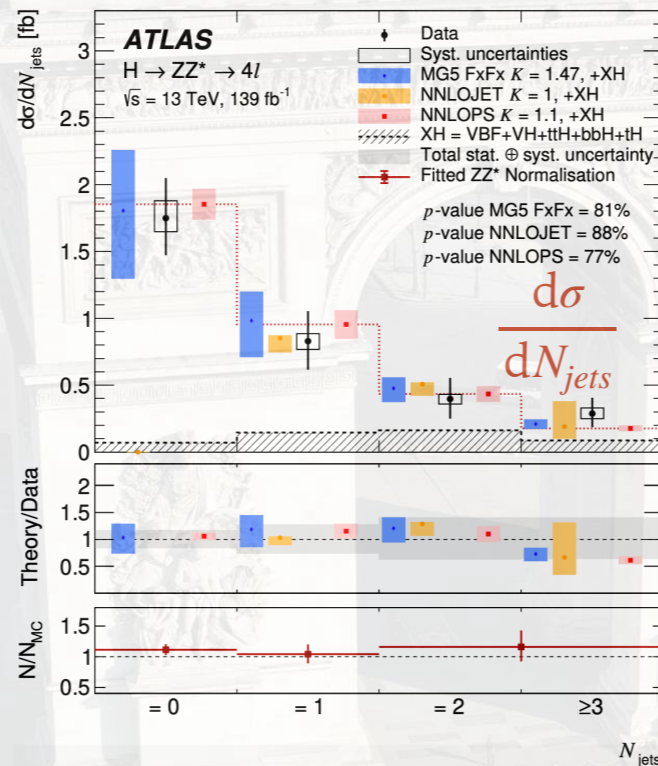 dσ/dN_jets [fb]
3
2.5
2
1.5
1
0.5
0
ATLAS
H → ZZ* → 4l
√s = 13 TeV, 139 fb⁻¹
Data
Syst. uncertainties
MG5 FxFx K = 1.47, +XH
NNLOJET K = 1, +XH
NNLOPS K = 1.1, +XH
XH = VBF+VH+ttH+bbH+tH
Total stat. ⊕ syst. uncertainty
Fitted ZZ* Normalisation
p-value MG5 FxFx = 81%
p-value NNLOJET = 88%
p-value NNLOPS = 77%
dσ
dN_jets
Theory/Data
2
1.5
1
0.5
N/N_MC
1.5
1
0.5
= 0 = 1 = 2 ≥3
N_jets